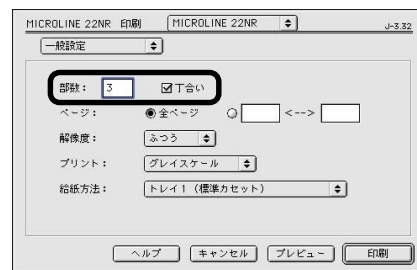 MICROLINE 22NR 印刷 MICROLINE 22NR J-3.32
一般設定
部数： 3 丁合い
ページ： 全ページ <-->
解像度： ふつう
プリント： グレイスケール
給紙方法： トレイ1（標準カセット）
ヘルプ キャンセル プレビュー 印刷